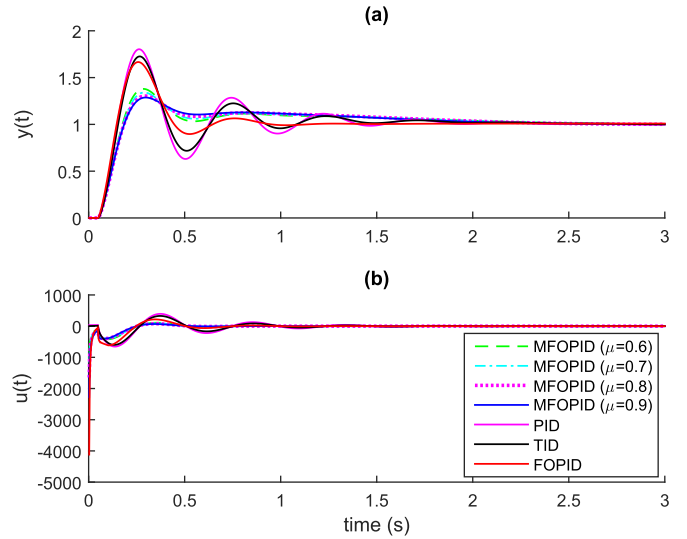 (a)
2
1.5
1
0.5
0
y(t)
0 0.5 1 1.5 2 2.5 3
(b)
1000
0
-1000
-2000
-3000
-4000
-5000
u(t)
MFOPID (μ=0.6)
MFOPID (μ=0.7)
MFOPID (μ=0.8)
MFOPID (μ=0.9)
PID
TID
FOPID
0 0.5 1 1.5 2 2.5 3
time (s)